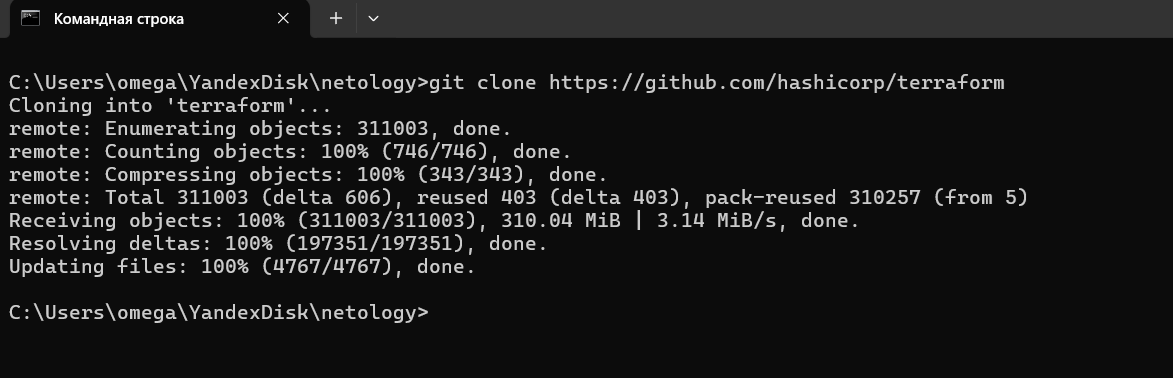 Командная строка
C:\Users\omega\YandexDisk\netology>git clone https://github.com/hashicorp/terraform
Cloning into 'terraform'...
remote: Enumerating objects: 311003, done.
remote: Counting objects: 100% (746/746), done.
remote: Compressing objects: 100% (343/343), done.
remote: Total 311003 (delta 606), reused 403 (delta 403), pack-reused 310257 (from 5)
Receiving objects: 100% (311003/311003), 310.04 MiB | 3.14 MiB/s, done.
Resolving deltas: 100% (197351/197351), done.
Updating files: 100% (4767/4767), done.
C:\Users\omega\YandexDisk\netology>